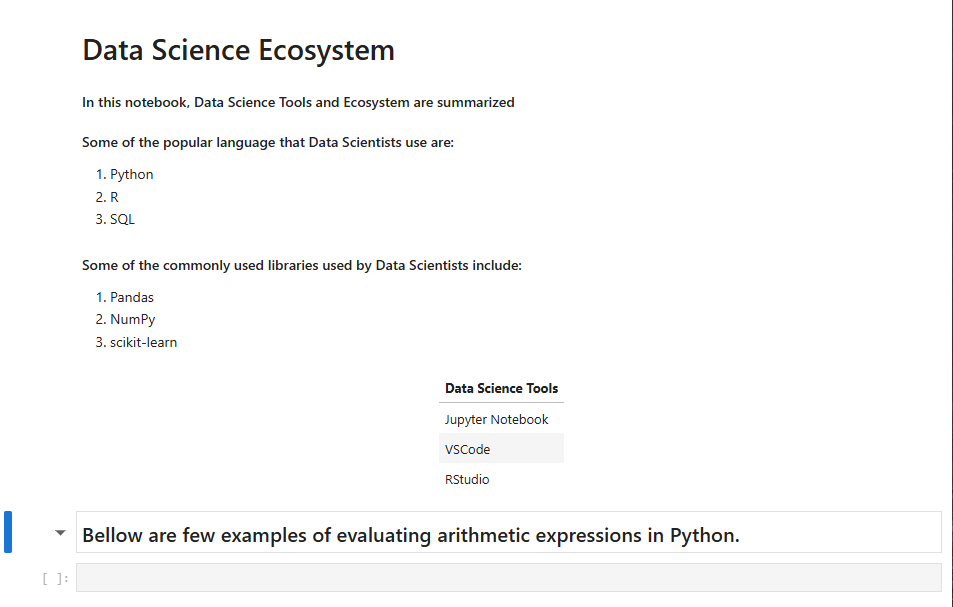 Data Science Ecosystem
In this notebook, Data Science Tools and Ecosystem are summarized
Some of the popular language that Data Scientists use are:
1. Python
2. R
3. SQL
Some of the commonly used libraries used by Data Scientists include:
1. Pandas
2. NumPy
3. scikit-learn
Data Science Tools
Jupyter Notebook
VSCode
RStudio
Bellow are few examples of evaluating arithmetic expressions in Python.
[ ]: